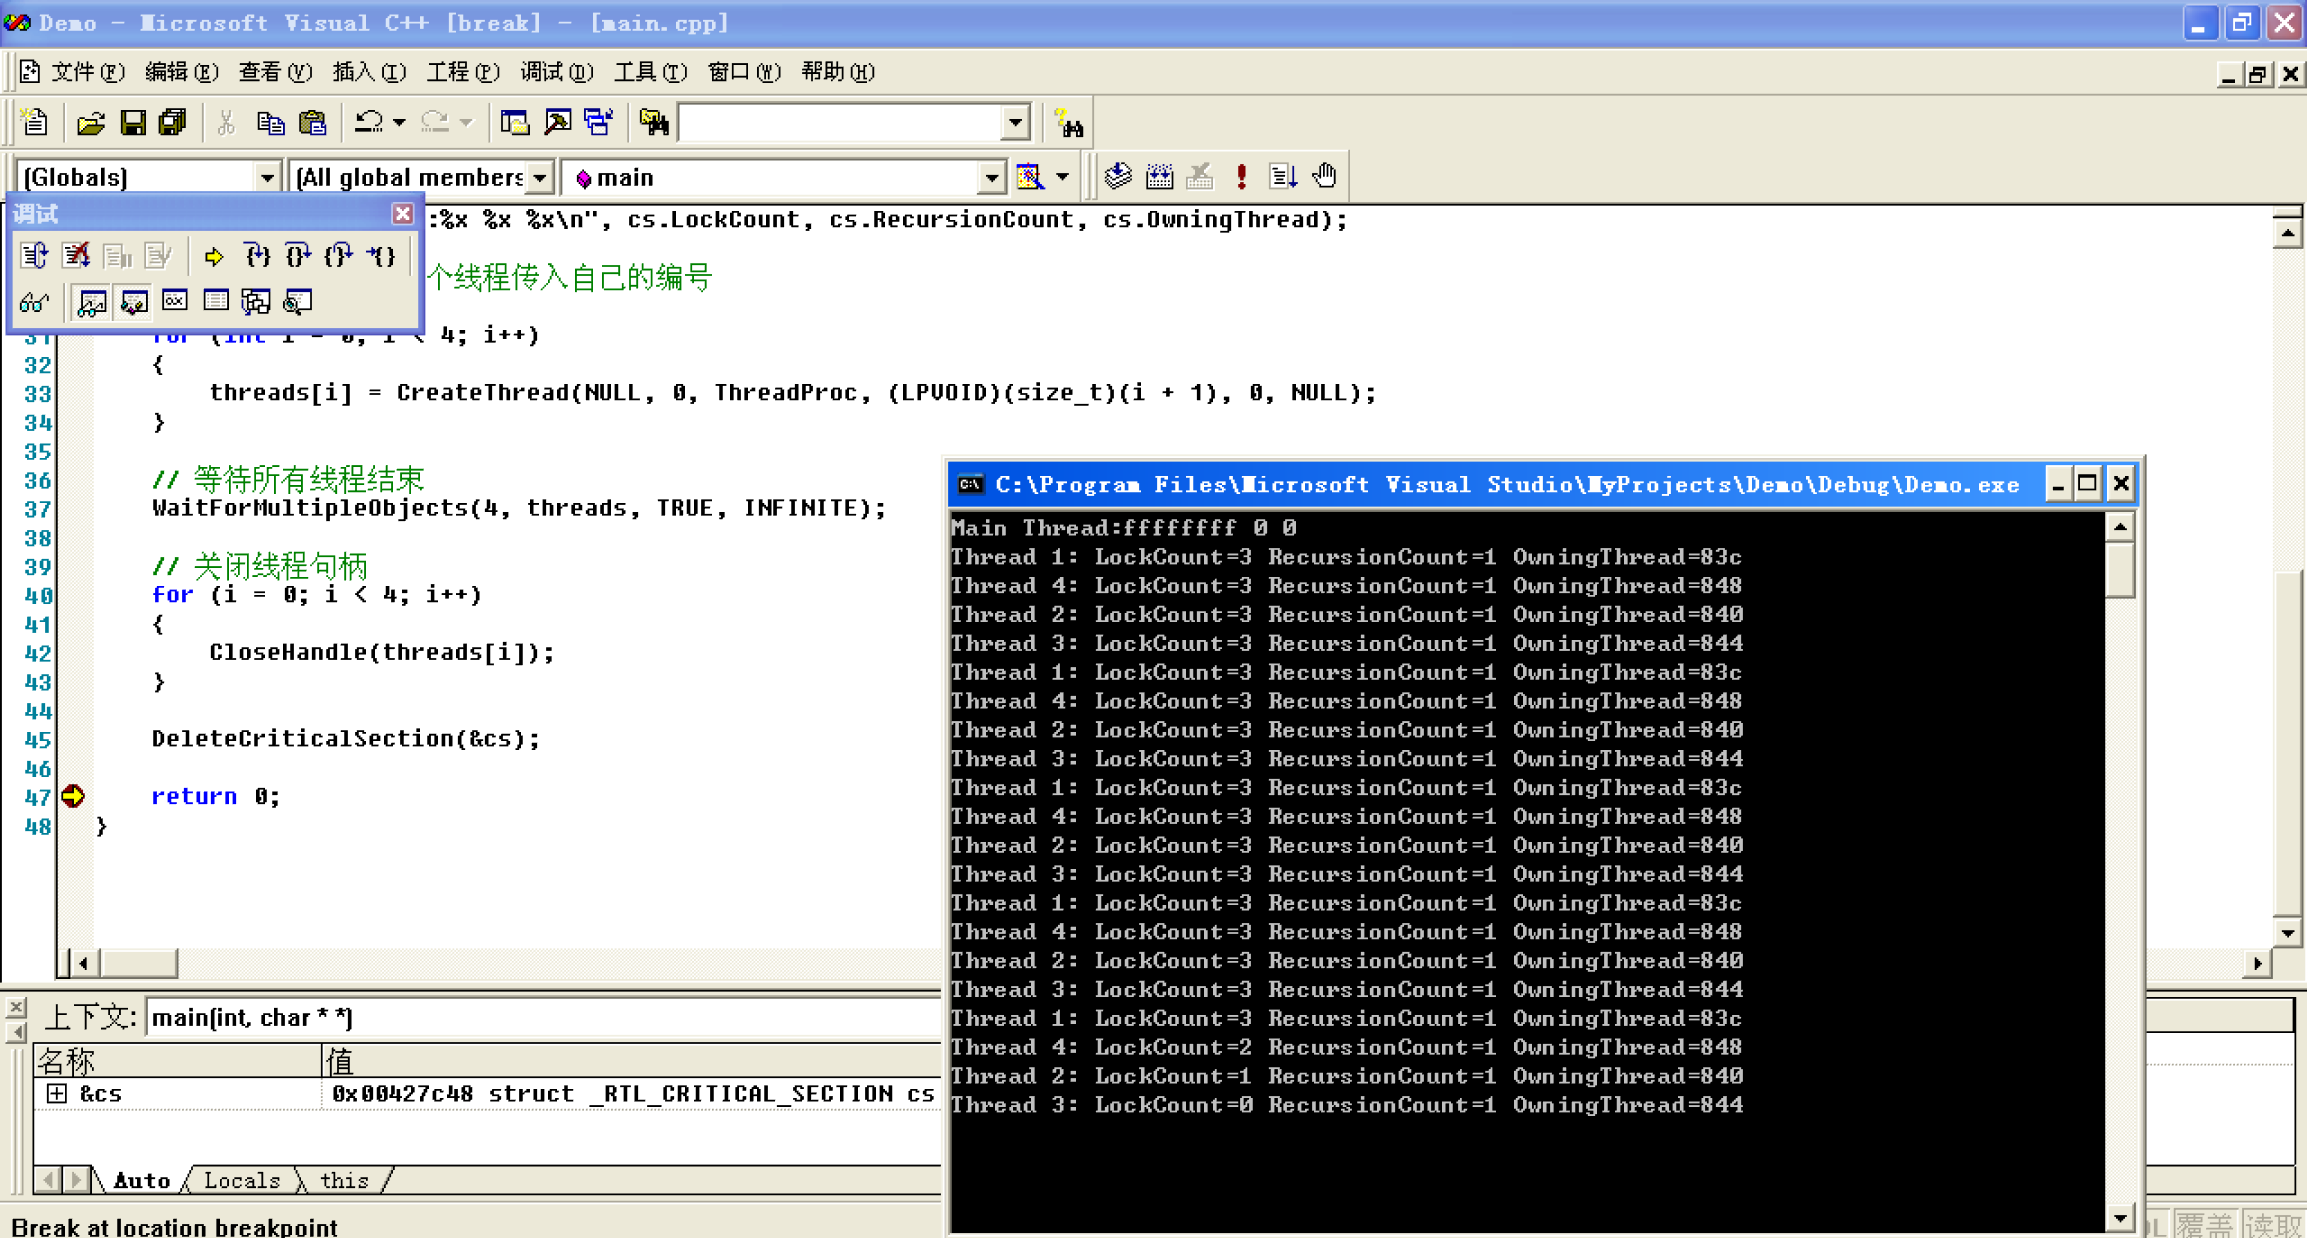 Demo - Microsoft Visual C++ [break] - [main.cpp]
文件(F) 编辑(E) 查看(V) 插入(I) 工程(P) 调试(D) 工具(T) 窗口(W) 帮助(H)
(Globals) (All global members main
调试
:%x %x %x\n", cs.LockCount, cs.RecursionCount, cs.OwningThread);
个线程传入自己的编号
31 for (int i = 0; i < 4; i++)
32 {
33 threads[i] = CreateThread(NULL, 0, ThreadProc, (LPVOID)(size_t)(i + 1), 0, NULL);
34 }
35
36 // 等待所有线程结束
37 WaitForMultipleObjects(4, threads, TRUE, INFINITE);
38
39 // 关闭线程句柄
40 for (i = 0; i < 4; i++)
41 {
42 CloseHandle(threads[i]);
43 }
44
45 DeleteCriticalSection(&cs);
46
47 return 0;
48 }
C:\Program Files\Microsoft Visual Studio\MyProjects\Demo\Debug\Demo.exe
Main Thread:ffffffff 0 0
Thread 1: LockCount=3 RecursionCount=1 OwningThread=83c
Thread 4: LockCount=3 RecursionCount=1 OwningThread=848
Thread 2: LockCount=3 RecursionCount=1 OwningThread=840
Thread 3: LockCount=3 RecursionCount=1 OwningThread=844
Thread 1: LockCount=3 RecursionCount=1 OwningThread=83c
Thread 4: LockCount=3 RecursionCount=1 OwningThread=848
Thread 2: LockCount=3 RecursionCount=1 OwningThread=840
Thread 3: LockCount=3 RecursionCount=1 OwningThread=844
Thread 1: LockCount=3 RecursionCount=1 OwningThread=83c
Thread 4: LockCount=3 RecursionCount=1 OwningThread=848
Thread 2: LockCount=3 RecursionCount=1 OwningThread=840
Thread 3: LockCount=3 RecursionCount=1 OwningThread=844
Thread 1: LockCount=3 RecursionCount=1 OwningThread=83c
Thread 4: LockCount=3 RecursionCount=1 OwningThread=848
Thread 2: LockCount=3 RecursionCount=1 OwningThread=840
Thread 3: LockCount=3 RecursionCount=1 OwningThread=844
Thread 1: LockCount=3 RecursionCount=1 OwningThread=83c
Thread 4: LockCount=2 RecursionCount=1 OwningThread=848
Thread 2: LockCount=1 RecursionCount=1 OwningThread=840
Thread 3: LockCount=0 RecursionCount=1 OwningThread=844
上下文: main(int, char * *)
名称 值
&cs 0x00427c48 struct _RTL_CRITICAL_SECTION cs
Auto Locals this
Break at location breakpoint
覆盖 读取